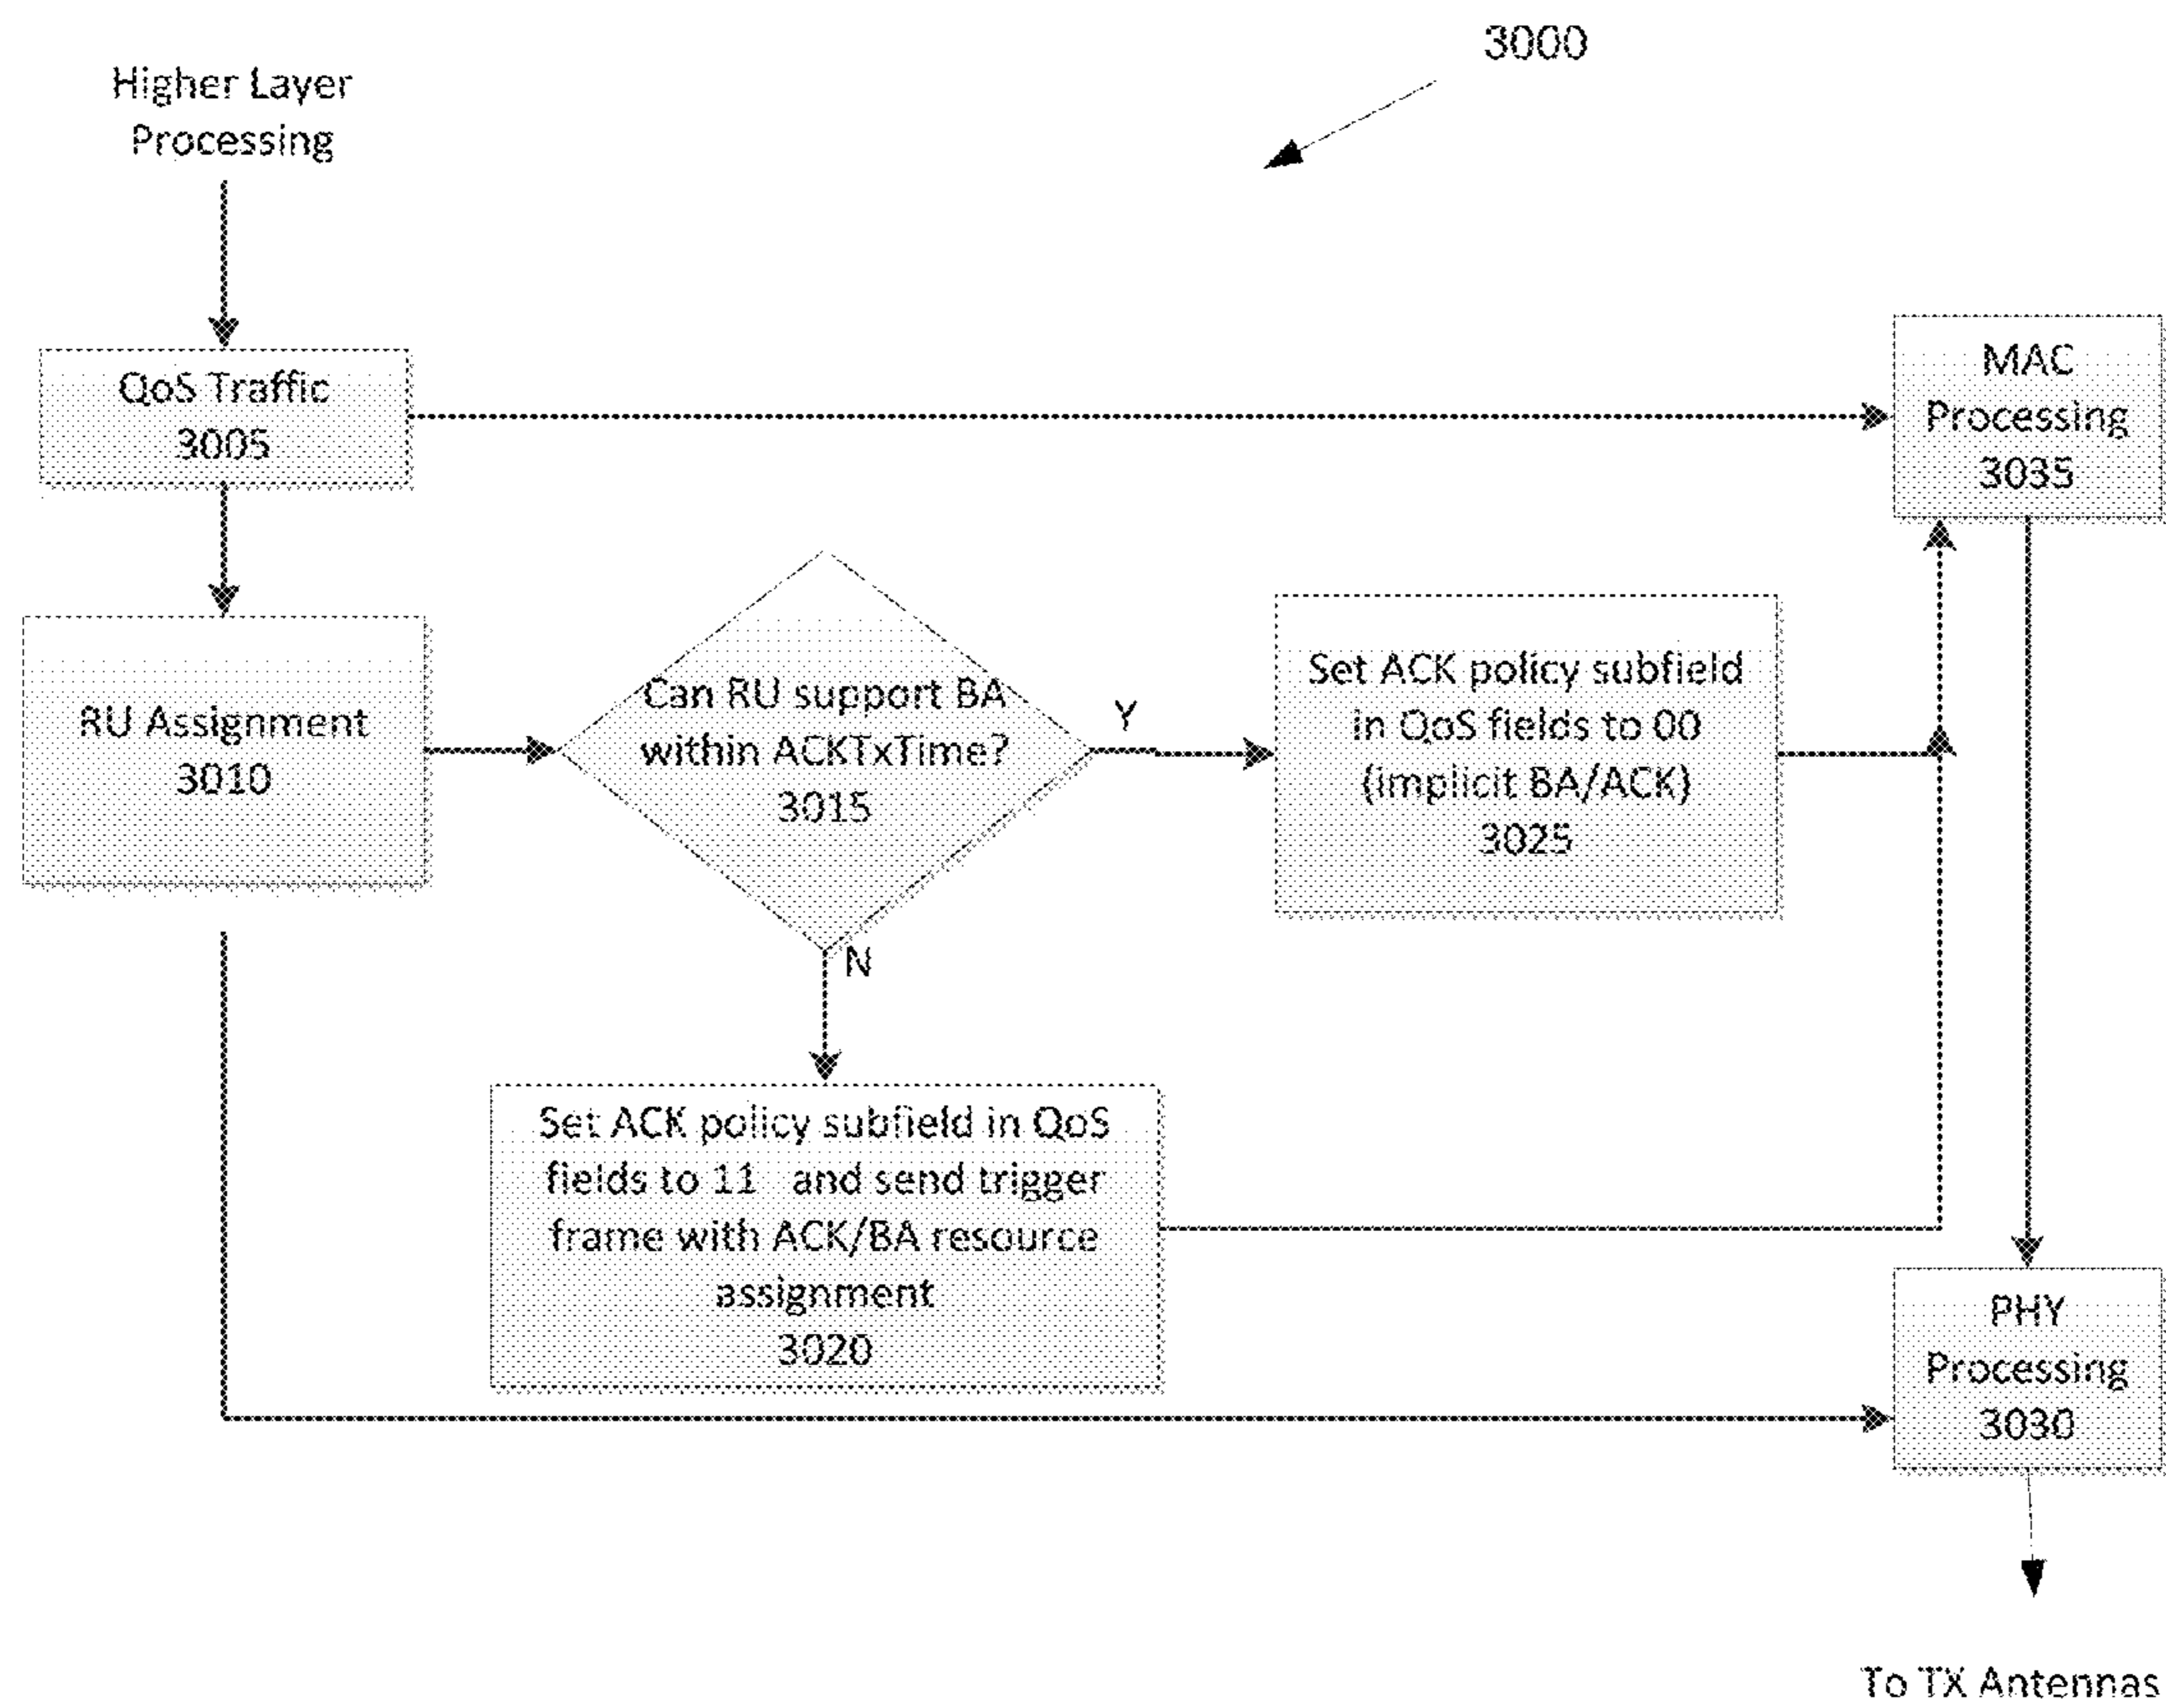 3000
Higher Layer
Processing
QoS Traffic
3005
MAC
Processing
3035
RU Assignment
3010
Can RU support BA
within ACKTxTime?
3015
Y
Set ACK policy subfield
in QoS fields to 00
(implicit BA/ACK)
3025
N
Set ACK policy subfield in QoS
fields to 11 and send trigger
frame with ACK/BA resource
assignment
3020
PHY
Processing
3030
To TX Antennas